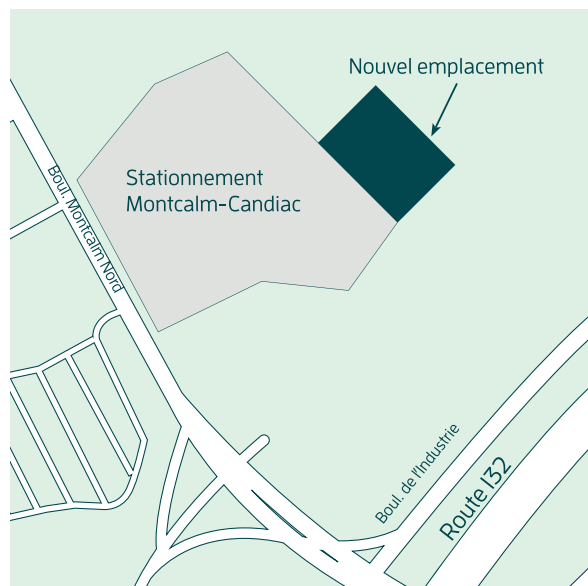 Nouvel emplacement
Stationnement
Montcalm-Candiac
Boul. Montcalm Nord
Boul. de l'Industrie
Route 132